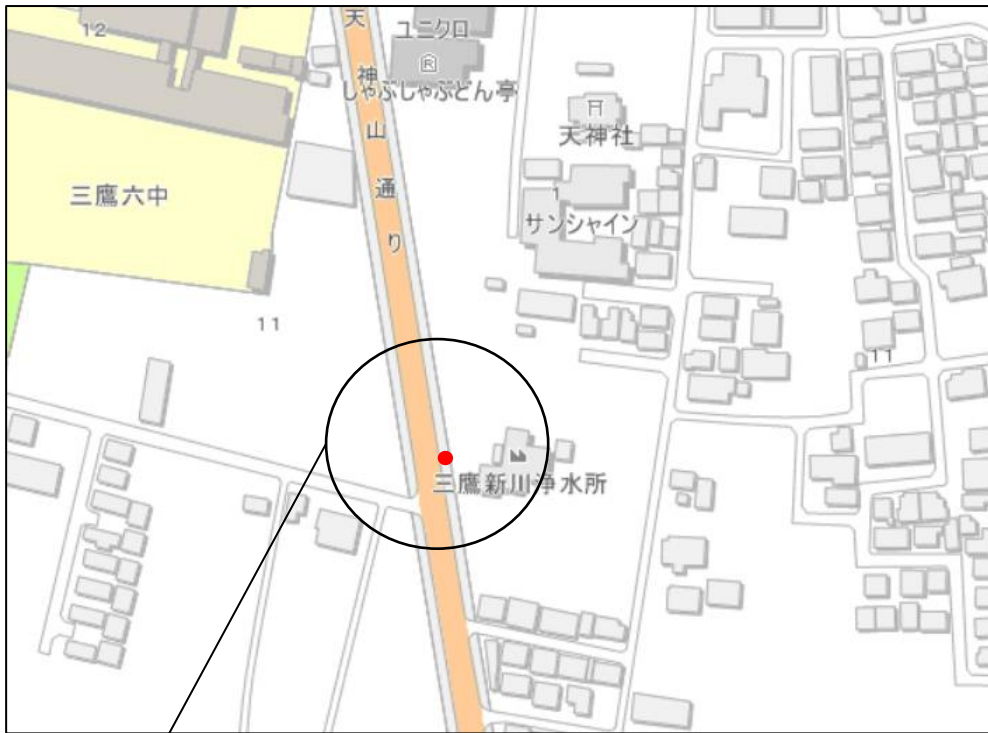 12
天神山通り
ユニクロ
しゃぶしゃぶどん亭
天神社
三鷹六中
1
サンシャイン
11
11
三鷹新川浄水所